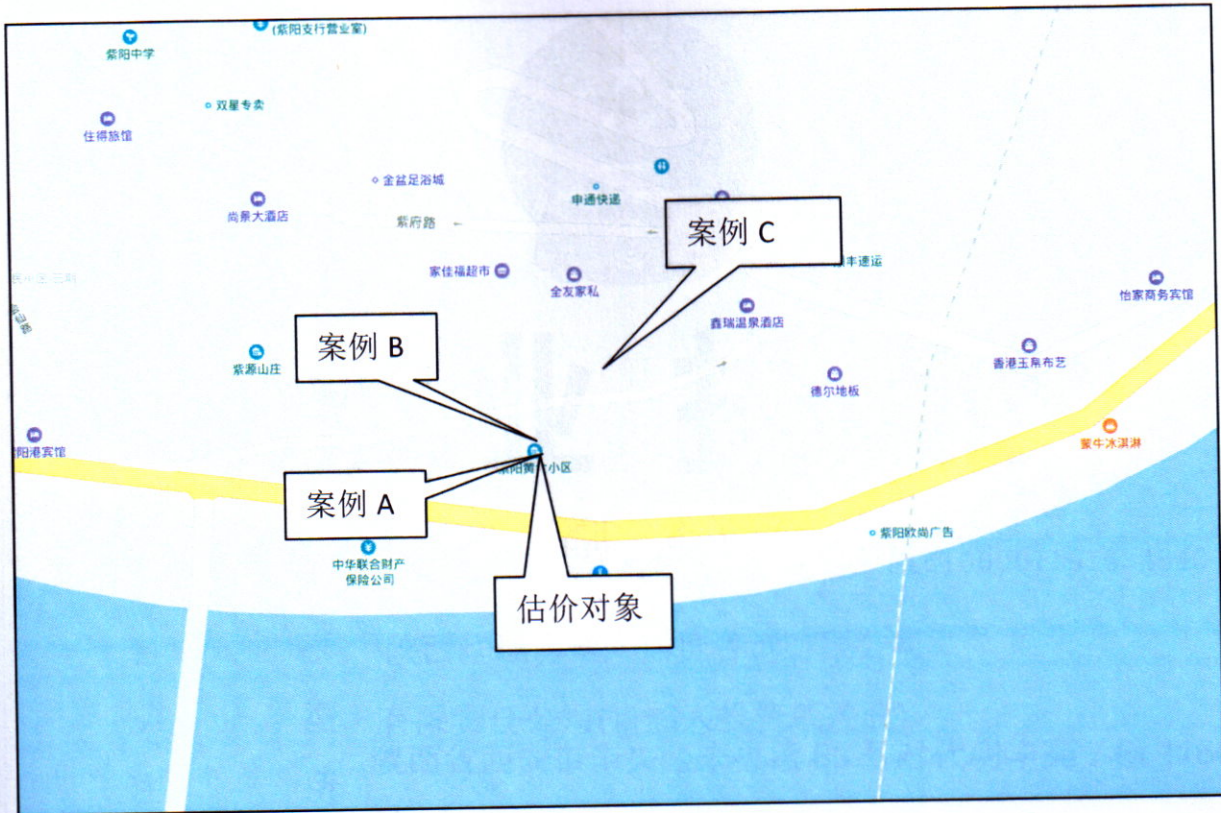 (紫阳支行营业室)
紫阳中学
双星专卖
住得旅馆
金盆足浴城
申通快递
尚景大酒店
紫府路
案例 C
丰速运
家佳福超市
全友家私
怡家商务宾馆
鑫瑞温泉酒店
案例 B
紫源山庄
香港玉帛布艺
德尔地板
阳港宾馆
蒙牛冰淇淋
阳黄
小区
案例 A
紫阳欧尚广告
中华联合财产
保险公司
估价对象